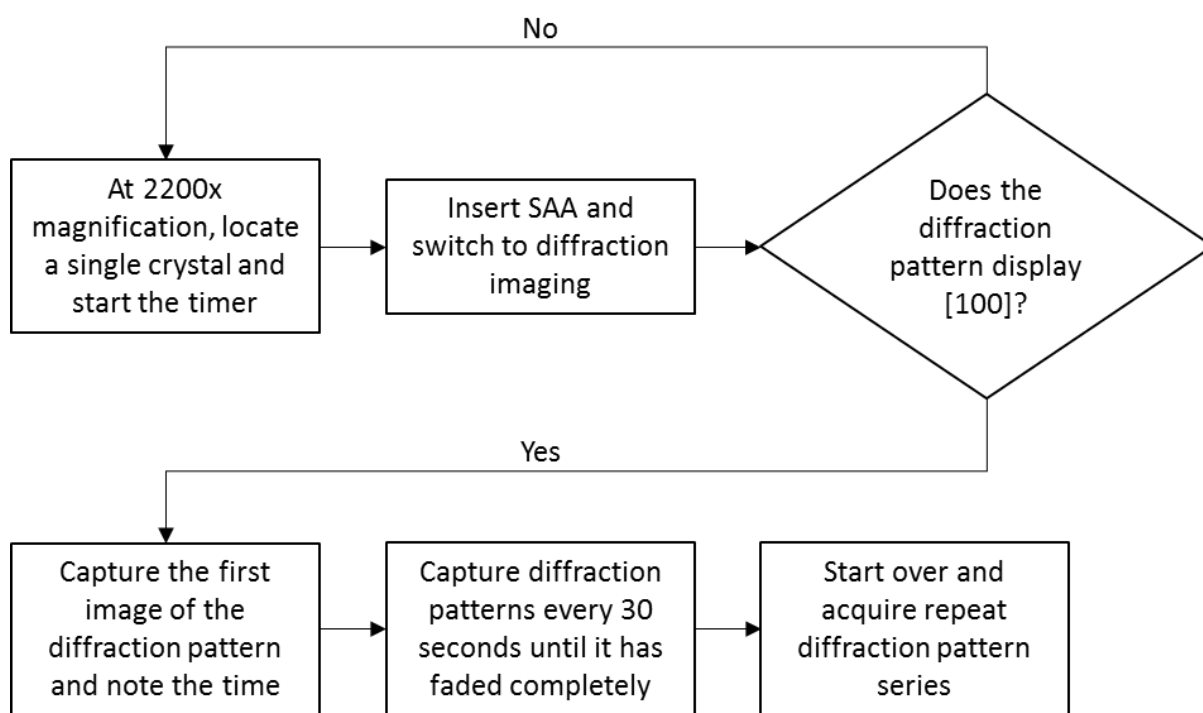 No
At 2200x
magnification, locate
a single crystal and
start the timer
Insert SAA and
switch to diffraction
imaging
Does the
diffraction
pattern display
[100]?
Yes
Capture the first
image of the
diffraction pattern
and note the time
Capture diffraction
patterns every 30
seconds until it has
faded completely
Start over and
acquire repeat
diffraction pattern
series